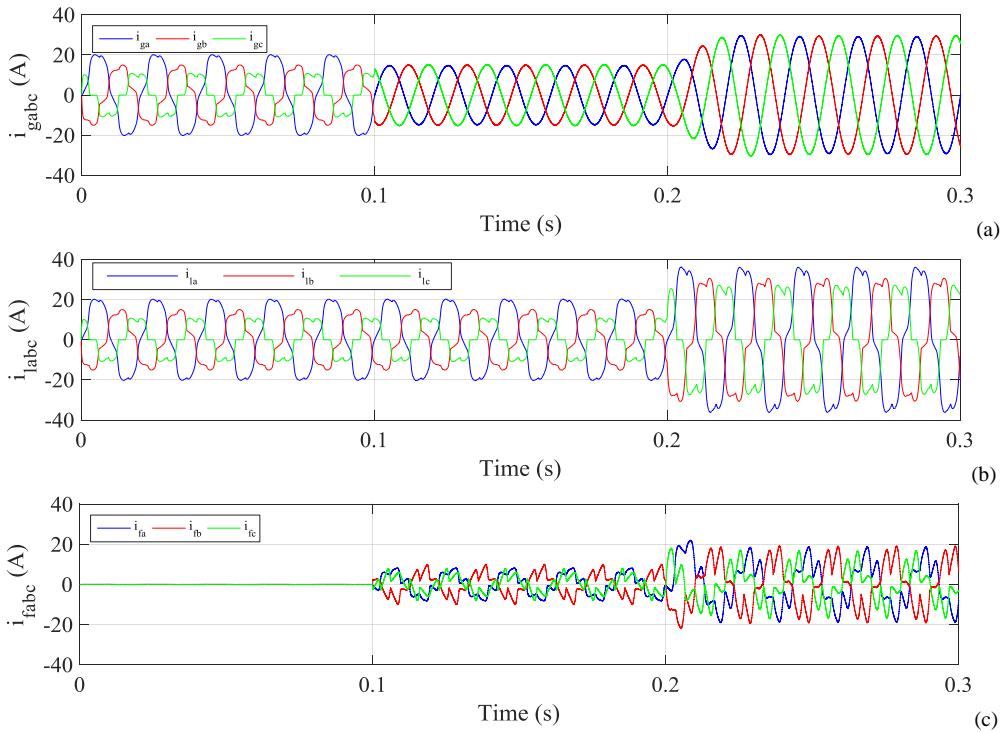 40
20
0
-20
-40
i_gabc (A)
i_ga i_gb i_gc
0 0.1 0.2 0.3
Time (s)
(a)
40
20
0
-20
-40
i_labc (A)
i_la i_lb i_lc
0 0.1 0.2 0.3
Time (s)
(b)
40
20
0
-20
-40
i_fabc (A)
i_fa i_fb i_fc
0 0.1 0.2 0.3
Time (s)
(c)